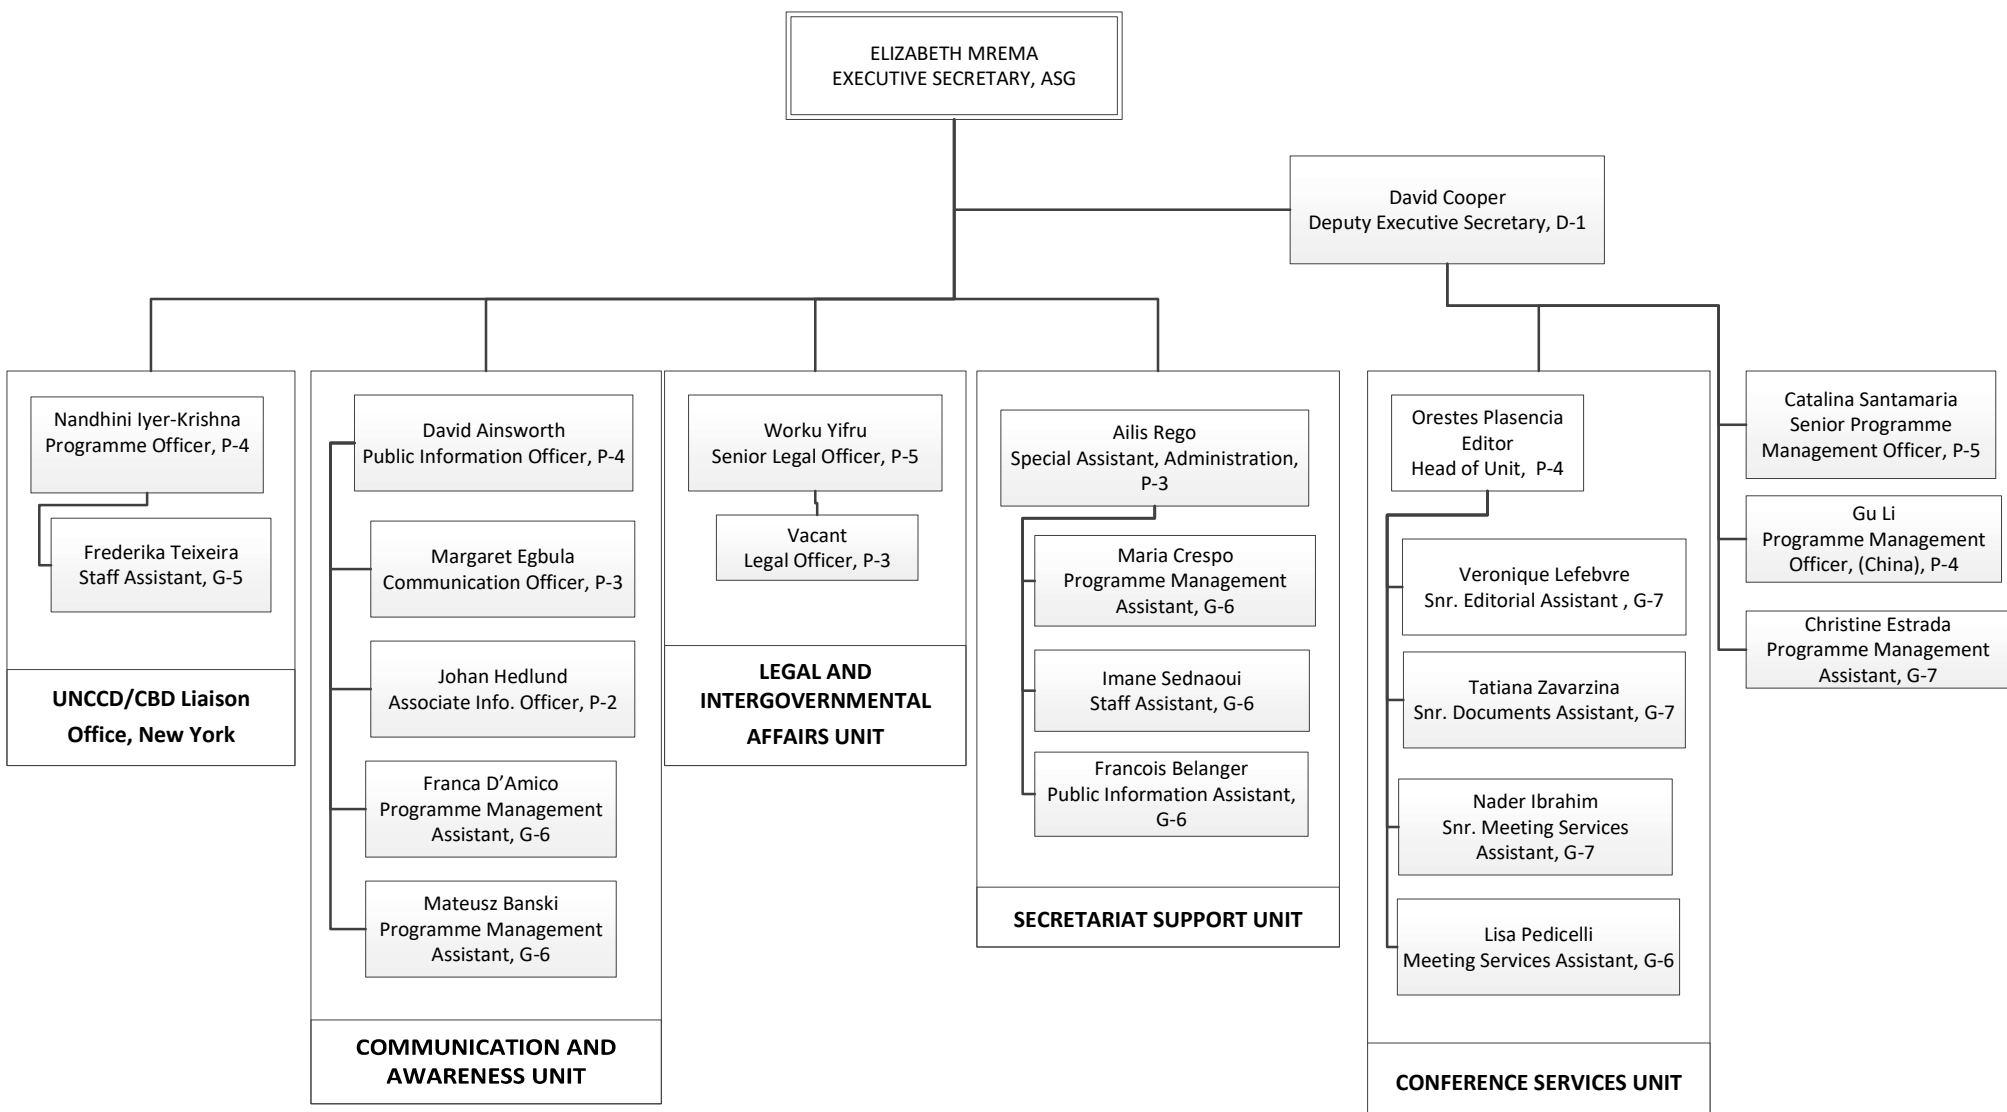 ELIZABETH MREMA
EXECUTIVE SECRETARY, ASG
David Cooper
Deputy Executive Secretary, D-1
Nandhini Iyer-Krishna
Programme Officer, P-4
Frederika Teixeira
Staff Assistant, G-5
UNCCD/CBD Liaison
Office, New York
David Ainsworth
Public Information Officer, P-4
Margaret Egbula
Communication Officer, P-3
Johan Hedlund
Associate Info. Officer, P-2
Franca D’Amico
Programme Management
Assistant, G-6
Mateusz Banski
Programme Management
Assistant, G-6
COMMUNICATION AND
AWARENESS UNIT
Worku Yifru
Senior Legal Officer, P-5
Vacant
Legal Officer, P-3
LEGAL AND
INTERGOVERNMENTAL
AFFAIRS UNIT
Ailis Rego
Special Assistant, Administration,
P-3
Maria Crespo
Programme Management
Assistant, G-6
Imane Sednaoui
Staff Assistant, G-6
Francois Belanger
Public Information Assistant,
G-6
SECRETARIAT SUPPORT UNIT
Orestes Plasencia
Editor
Head of Unit,  P-4
Veronique Lefebvre
Snr. Editorial Assistant , G-7
Tatiana Zavarzina
Snr. Documents Assistant, G-7
Nader Ibrahim
Snr. Meeting Services
Assistant, G-7
Lisa Pedicelli
Meeting Services Assistant, G-6
CONFERENCE SERVICES UNIT
Catalina Santamaria
Senior Programme
Management Officer, P-5
Gu Li
Programme Management
Officer, (China), P-4
Christine Estrada
Programme Management
Assistant, G-7